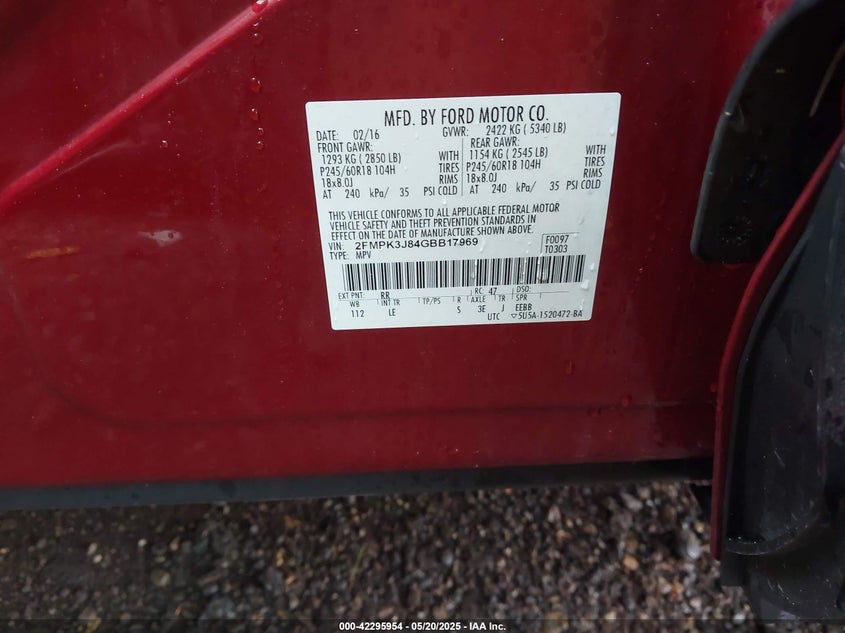 MFD. BY FORD MOTOR CO.
DATE: 02/16 GVWR: 2422 KG ( 5340 LB)
FRONT GAWR: REAR GAWR:
1293 KG ( 2850 LB) WITH 1154 KG ( 2545 LB) WITH
P245/60R18 104H TIRES P245/60R18 104H TIRES
18x8.0J RIMS 18x8.0J RIMS
AT 240 kPa/ 35 PSI COLD AT 240 kPa/ 35 PSI COLD
THIS VEHICLE CONFORMS TO ALL APPLICABLE FEDERAL MOTOR
VEHICLE SAFETY AND THEFT PREVENTION STANDARDS IN
EFFECT ON THE DATE OF MANUFACTURE SHOWN ABOVE.
VIN: 2FMPK3J84GBB17969 F0097
TYPE: MPV T0303
EXT PNT: RR RC: 47 DSO:
WB INT TR TP/PS R AXLE TR SPR
112 LE S 3E J EEBB
UTC ▽5U5A-1520472-BA
000-42295954 - 05/20/2025 - IAA Inc.